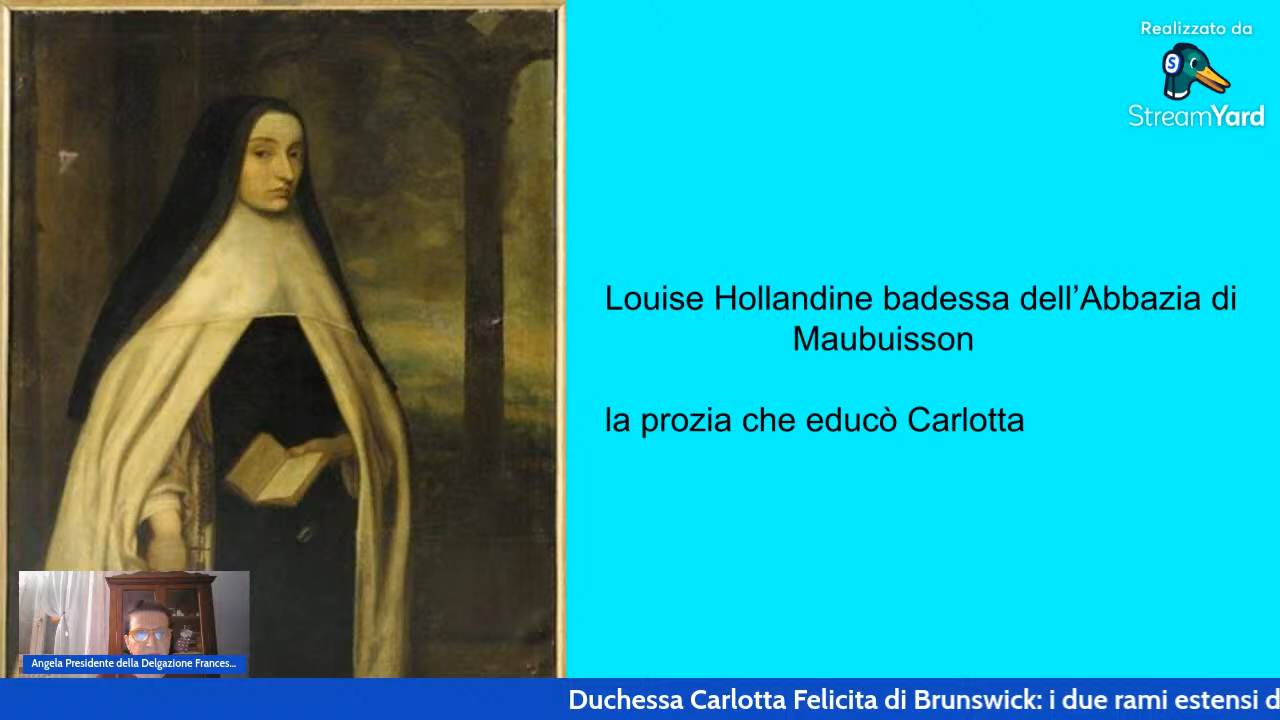 Realizzato da
StreamYard
Louise Hollandine badessa dell’Abbazia di
Maubuisson
la prozia che educò Carlotta
Angela Presidente della Delgazione Frances...
Duchessa Carlotta Felicita di Brunswick: i due rami estensi d